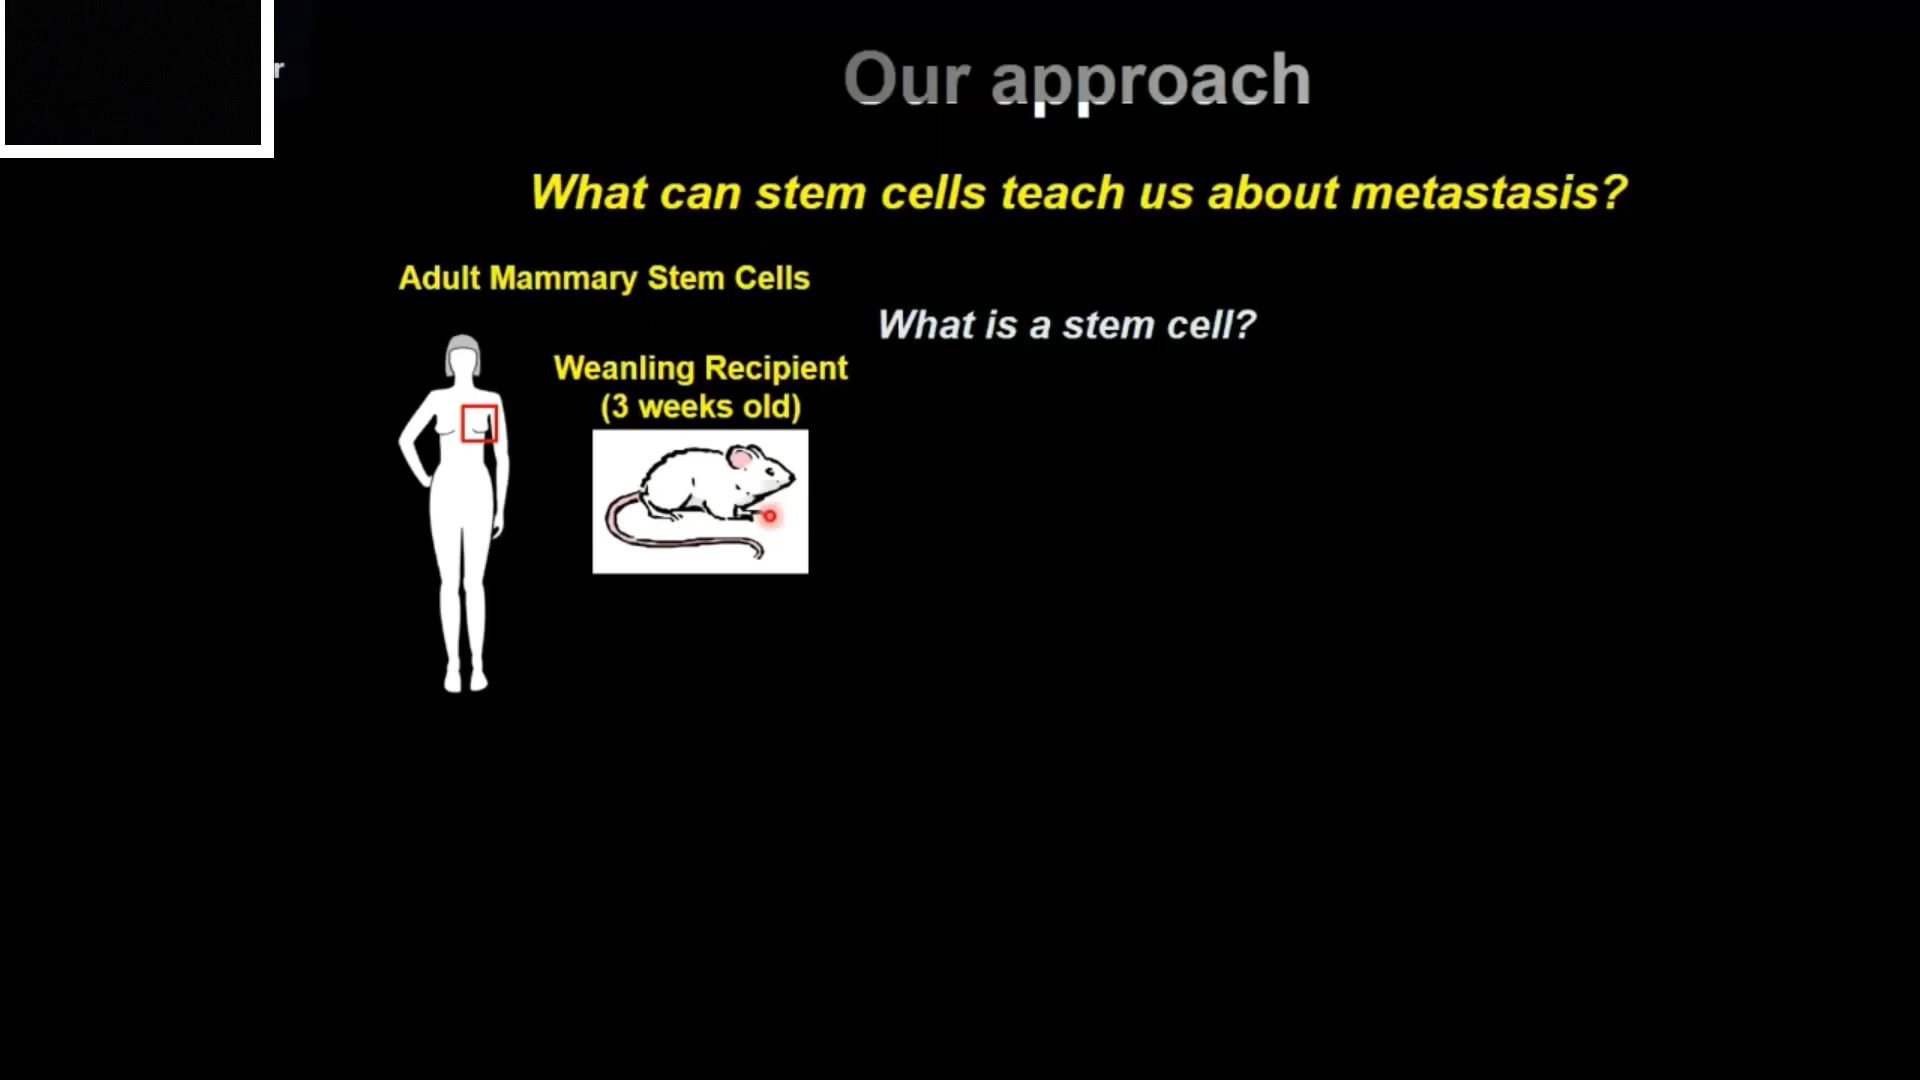 Our approach
What can stem cells teach us about metastasis?
Adult Mammary Stem Cells
What is a stem cell?
Weanling Recipient
(3 weeks old)